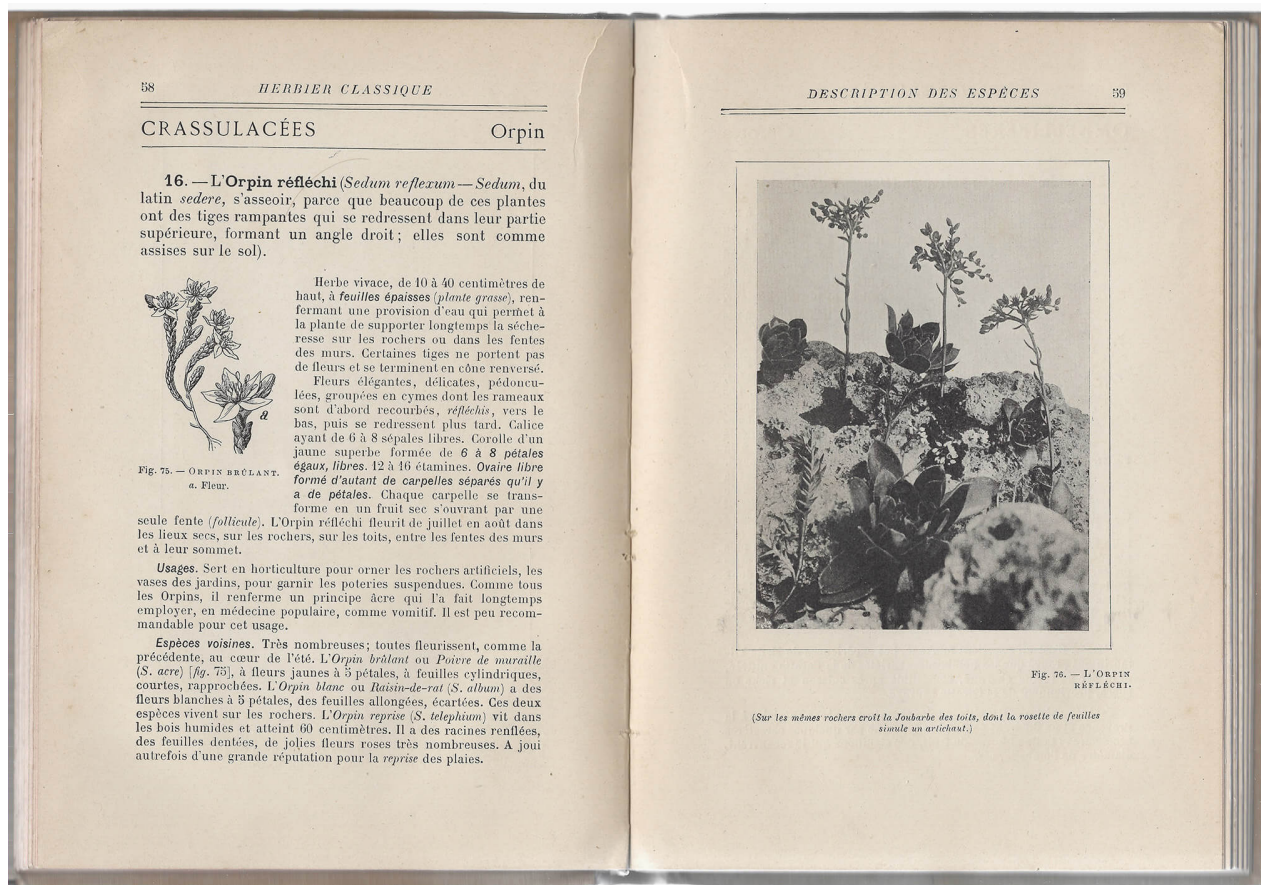 58
HERBIER CLASSIQUE
CRASSULACÉES Orpin
16. — L'Orpin réfléchi (Sedum reflexum — Sedum, du
latin sedere, s'asseoir, parce que beaucoup de ces plantes
ont des tiges rampantes qui se redressent dans leur partie
supérieure, formant un angle droit ; elles sont comme
assises sur le sol).
Herbe vivace, de 10 à 40 centimètres de
haut, à feuilles épaisses (plante grasse), ren-
fermant une provision d'eau qui permet à
la plante de supporter longtemps la séche-
resse sur les rochers ou dans les fentes
des murs. Certaines tiges ne portent pas
de fleurs et se terminent en cône renversé.
Fleurs élégantes, délicates, pédoncu-
lées, groupées en cymes dont les rameaux
sont d'abord recourbés, réfléchis, vers le
bas, puis se redressent plus tard. Calice
ayant de 6 à 8 sépales libres. Corolle d'un
jaune superbe formée de 6 à 8 pétales
égaux, libres. 12 à 16 étamines. Ovaire libre
formé d'autant de carpelles séparés qu'il y
a de pétales. Chaque carpelle se trans-
forme en un fruit sec s'ouvrant par une
seule fente (follicule). L'Orpin réfléchi fleurit de juillet en août dans
les lieux secs, sur les rochers, sur les toits, entre les fentes des murs
et à leur sommet.
a
Fig. 75. — ORPIN BRÛLANT.
a. Fleur.
Usages. Sert en horticulture pour orner les rochers artificiels, les
vases des jardins, pour garnir les poteries suspendues. Comme tous
les Orpins, il renferme un principe âcre qui l'a fait longtemps
employer, en médecine populaire, comme vomitif. Il est peu recom-
mandable pour cet usage.
Espèces voisines. Très nombreuses ; toutes fleurissent, comme la
précédente, au cœur de l'été. L'Orpin brûlant ou Poivre de muraille
(S. acre) [fig. 75], à fleurs jaunes à 5 pétales, à feuilles cylindriques,
courtes, rapprochées. L'Orpin blanc ou Raisin-de-rat (S. album) a des
fleurs blanches à 5 pétales, des feuilles allongées, écartées. Ces deux
espèces vivent sur les rochers. L'Orpin reprise (S. telephium) vit dans
les bois humides et atteint 60 centimètres. Il a des racines renflées,
des feuilles dentées, de jolies fleurs roses très nombreuses. A joui
autrefois d'une grande réputation pour la reprise des plaies.
DESCRIPTION DES ESPÈCES
59
Fig. 76. — L'ORPIN
RÉFLÉCHI.
(Sur les mêmes rochers croît la Joubarbe des toits, dont la rosette de feuilles
simule un artichaut.)